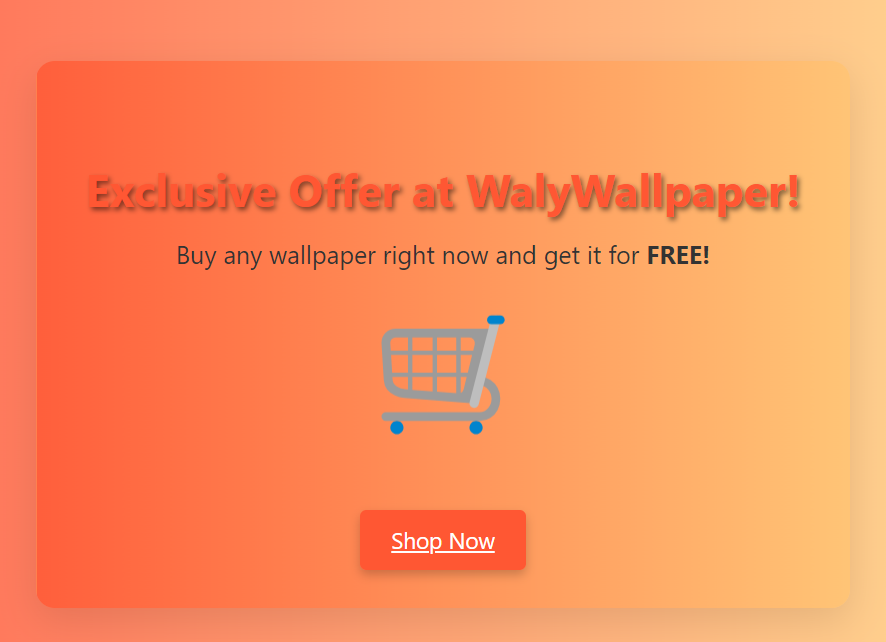 Exclusive Offer at WalyWallpaper!
Buy any wallpaper right now and get it for FREE!
Shop Now